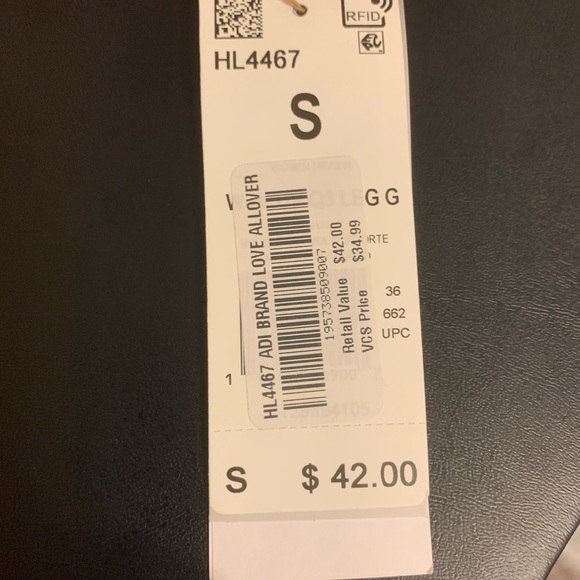 RFID
HL4467
S
G G
HL4467 ADI BRAND LOVE ALLOVER
195738509007
Retail Value $42.00
VCS Price $34.99
36
662
UPC
1
S $ 42.00